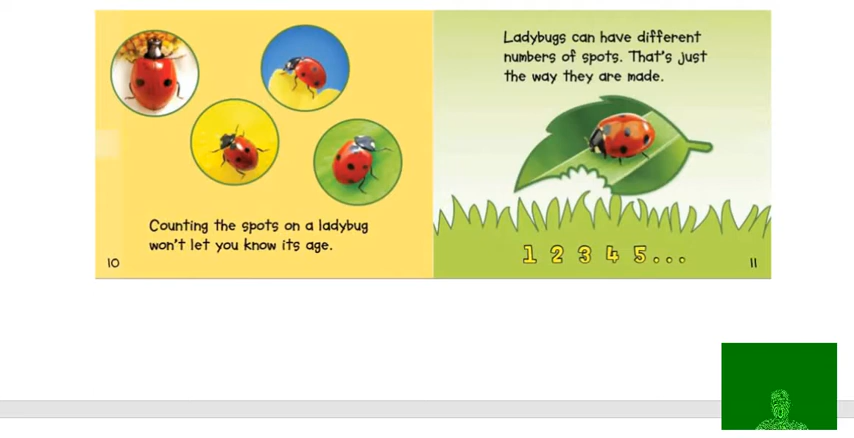 Counting the spots on a ladybug
won't let you know its age.
10
Ladybugs can have different
numbers of spots. That's just
the way they are made.
1 2 3 4 5...
11